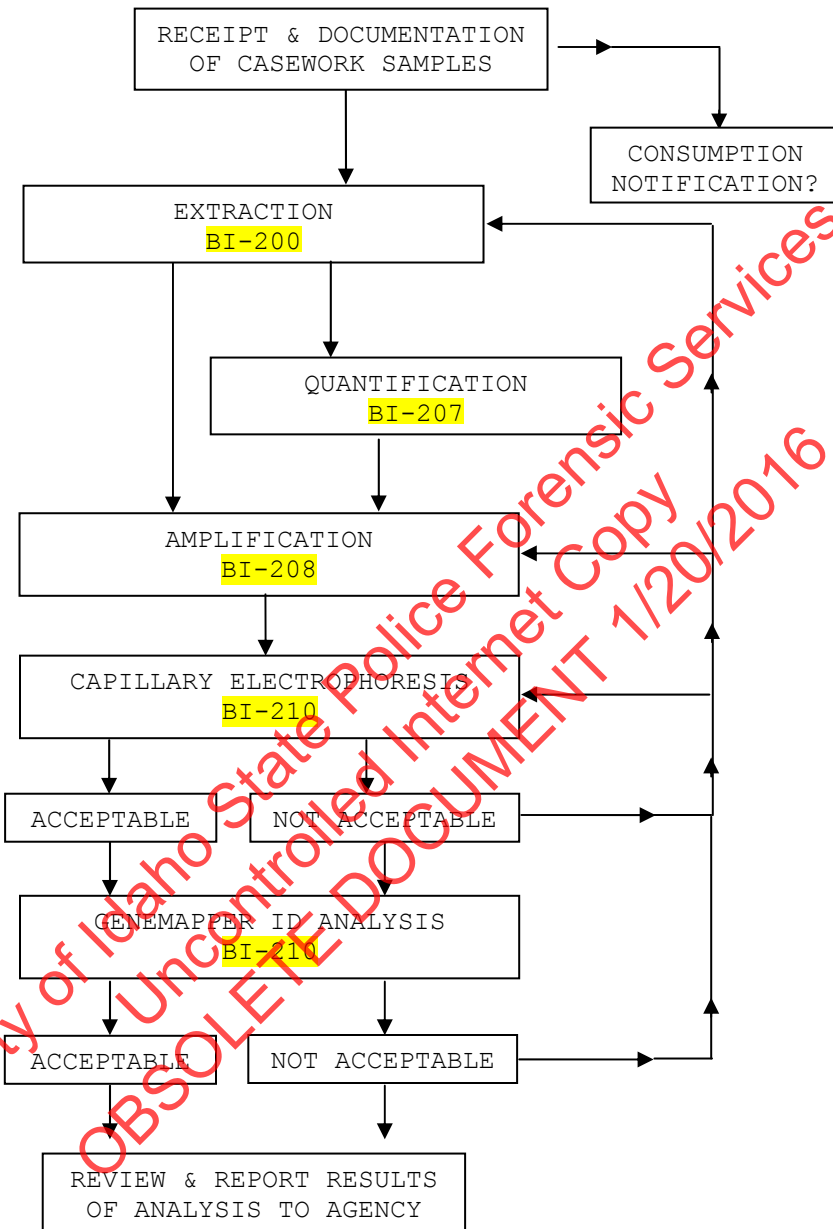 RECEIPT & DOCUMENTATION
OF CASEWORK SAMPLES
CONSUMPTION
NOTIFICATION?
EXTRACTION
BI-200
QUANTIFICATION
BI-207
AMPLIFICATION
BI-208
CAPILLARY ELECTROPHORESIS
BI-210
ACCEPTABLE
NOT ACCEPTABLE
GENEMAPPER ID ANALYSIS
BI-210
ACCEPTABLE
NOT ACCEPTABLE
REVIEW & REPORT RESULTS
OF ANALYSIS TO AGENCY
of Idaho State Police Forensic Services
Uncontrolled Internet Copy
OBSOLETE DOCUMENT 1/20/2016